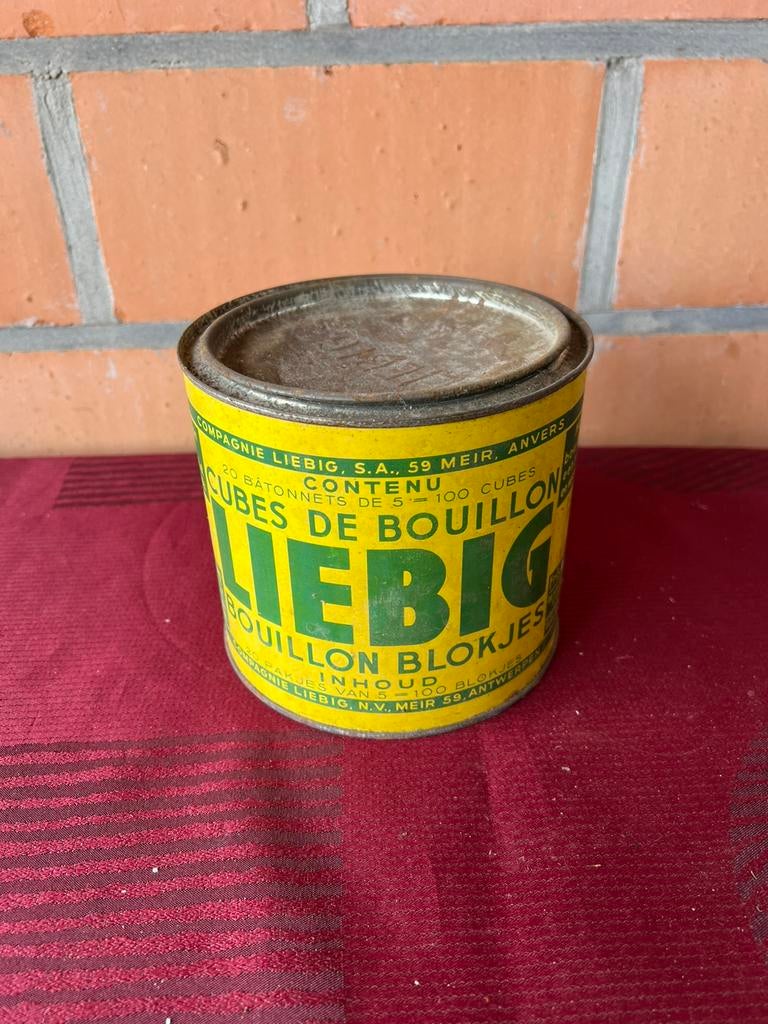 COMPAGNIE LIEBIG, S.A., 59 MEIR, ANVERS
CONTENU
20 BÂTONNETS DE 5 = 100 CUBES
CUBES DE BOUILLON
LIEBIG
BOUILLON BLOKJES
INHOUD
20 PAKJES VAN 5 = 100 BLOKJES
COMPAGNIE LIEBIG, N.V., MEIR 59, ANTWERPEN